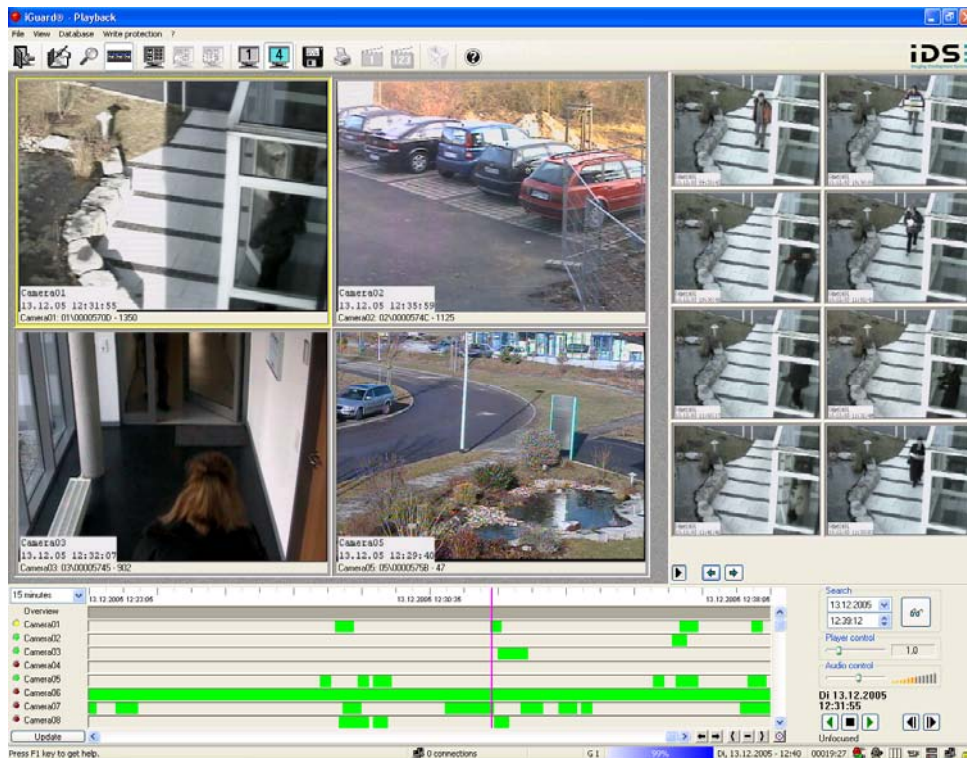 iGuard® - Playback
File View Database Write protection ?
1 4
iDS
Camera01
13.12.05 12:31:55
Camera01: 01\0000570D - 1350
Camera02
13.12.05 12:35:59
Camera02: 02\0000574C - 1125
Camera03
13.12.05 12:32:07
Camera03: 03\00005745 - 902
Camera05
13.12.05 12:29:40
Camera05: 05\0000575B - 47
15 minutes
13.12.2005 12:23:06
13.12.2005 12:30:35
13.12.2005 12:38:06
Overview
Camera01
Camera02
Camera03
Camera04
Camera05
Camera06
Camera07
Camera08
Update
Search
13.12.2005
12:39:12
Player control
1,0
Audio control
Di 13.12.2005
12:31:55
Unfocused
Press F1 key to get help.
0 connections
G 1
99%
Di, 13.12.2005 - 12:40
00019:27